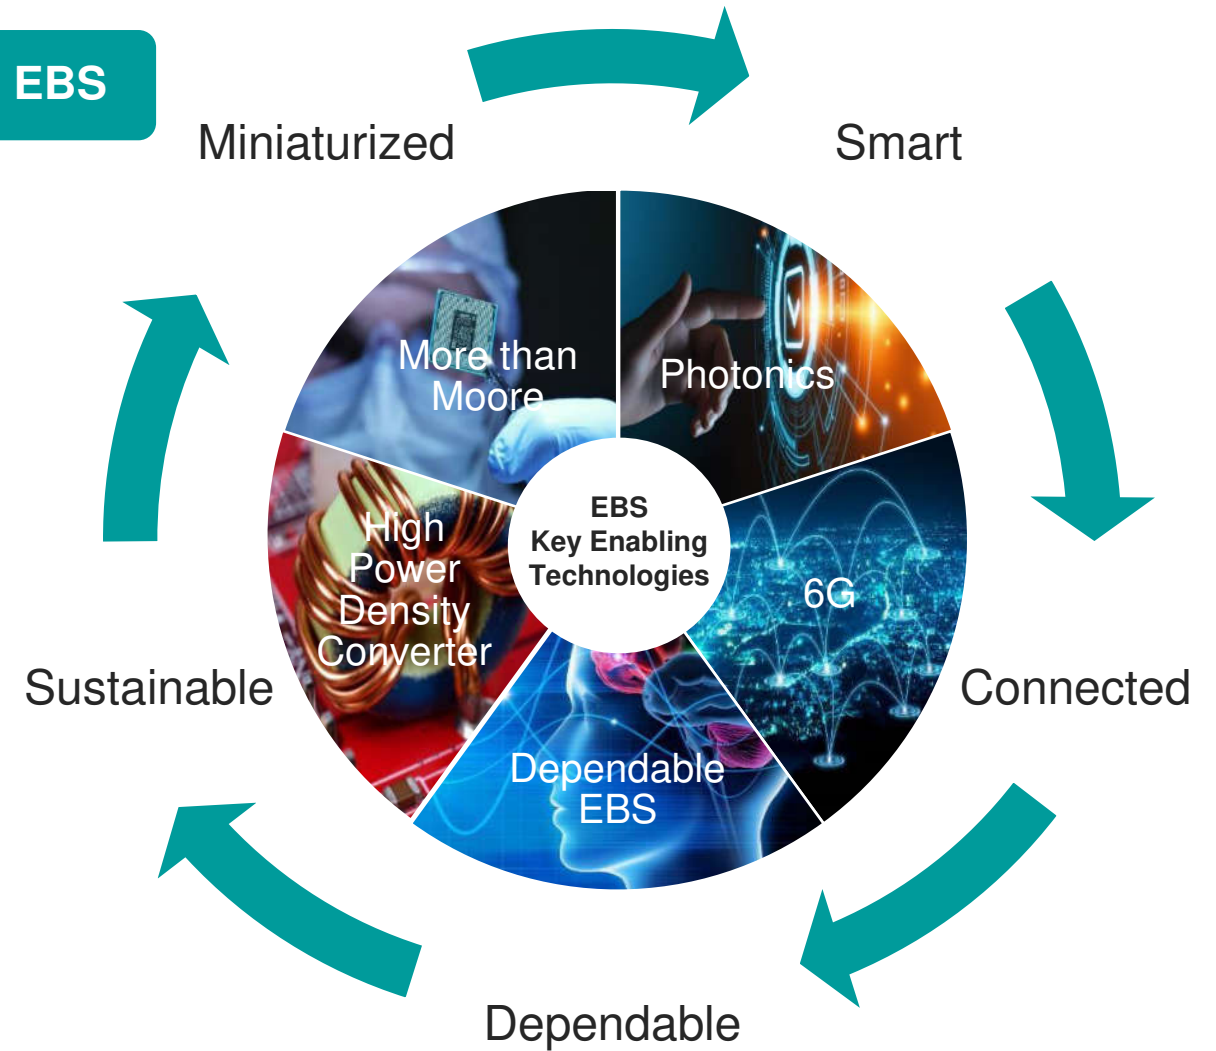 EBS
Miniaturized
Smart
More than
Moore
Photonics
EBS
Key Enabling
Technologies
High
Power
Density
Converter
6G
Sustainable
Connected
Dependable
EBS
Dependable